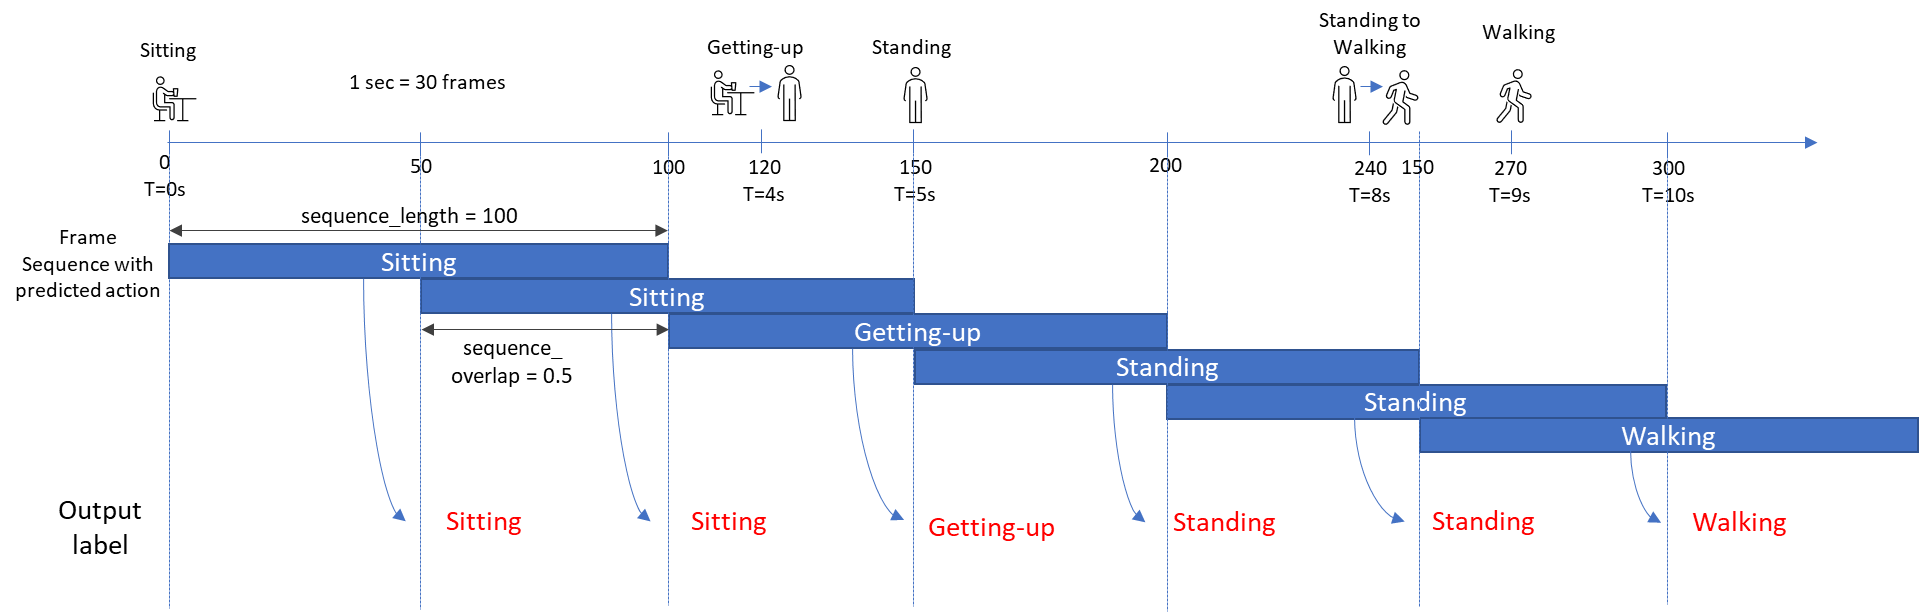 Sitting
1 sec = 30 frames
Getting-up
Standing
Standing to
Walking
Walking
0
T=0s
50
100
120
T=4s
150
T=5s
200
240
T=8s
150
270
T=9s
300
T=10s
sequence_length = 100
Frame
Sequence with
predicted action
Sitting
Sitting
Getting-up
sequence_
overlap = 0.5
Standing
Standing
Walking
Output
label
Sitting
Sitting
Getting-up
Standing
Standing
Walking